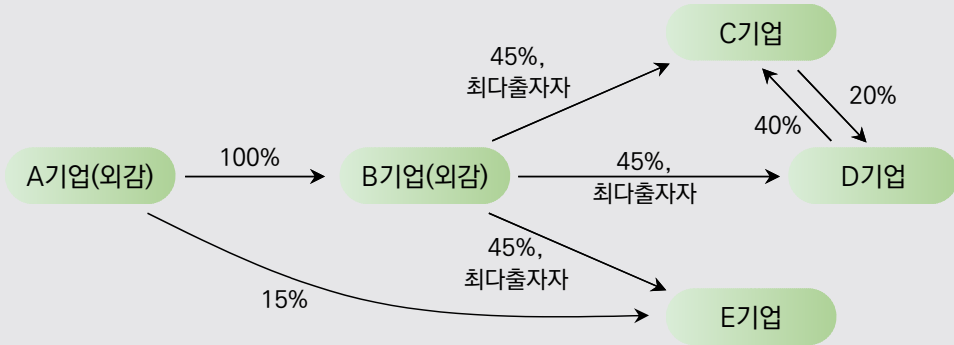 C기업
45%,
최다출자자
20%
40%
A기업(외감)
100%
B기업(외감)
45%,
최다출자자
D기업
45%,
최다출자자
15%
E기업